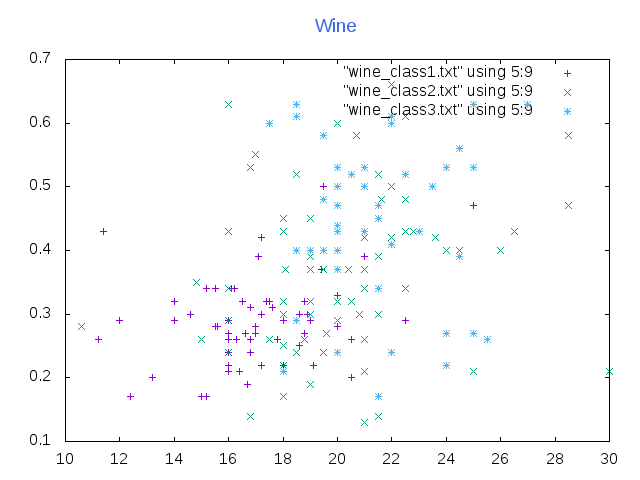 Wine
0.7
"wine_class1.txt" using 5:9
"wine_class2.txt" using 5:9
"wine_class3.txt" using 5:9
0.6
0.5
0.4
0.3
0.2
0.1
10 12 14 16 18 20 22 24 26 28 30